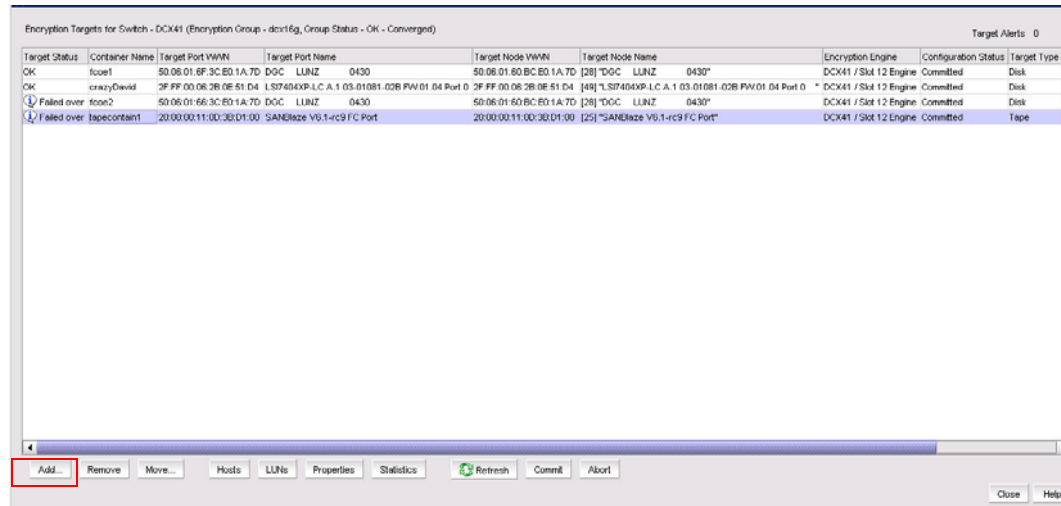 Encryption Targets for Switch - DCX41 (Encryption Group - dcx16g, Group Status - OK - Converged)
Target Alerts 0
Target Status Container Name Target Port WWN Target Port Name Target Node WWN Target Node Name Encryption Engine Configuration Status Target Type
OK fcoe1 50:06:01:6F:3C:E0:1A:7D DGC LUNZ 0430 50:06:01:60:BC:E0:1A:7D [28] "DGC LUNZ 0430" DCX41 / Slot 12 Engine Committed Disk
OK crazyDavid 2F:FF:00:06:2B:0E:51:D4 LSI7404XP-LC A.1 03-01081-02B FW:01.04 Port 0 2F:FF:00:06:2B:0E:51:D4 [49] "LSI7404XP-LC A.1 03-01081-02B FW:01.04 Port 0 " DCX41 / Slot 12 Engine Committed Disk
Failed over fcoe2 50:06:01:66:3C:E0:1A:7D DGC LUNZ 0430 50:06:01:60:BC:E0:1A:7D [28] "DGC LUNZ 0430" DCX41 / Slot 12 Engine Committed Disk
Failed over tapecontain1 20:00:00:11:0D:3B:D1:00 SANBlaze V6.1-rc9 FC Port 20:00:00:11:0D:3B:D1:00 [25] "SANBlaze V6.1-rc9 FC Port" DCX41 / Slot 12 Engine Committed Tape
Add... Remove Move... Hosts LUNs Properties Statistics Refresh Commit Abort
Close Help